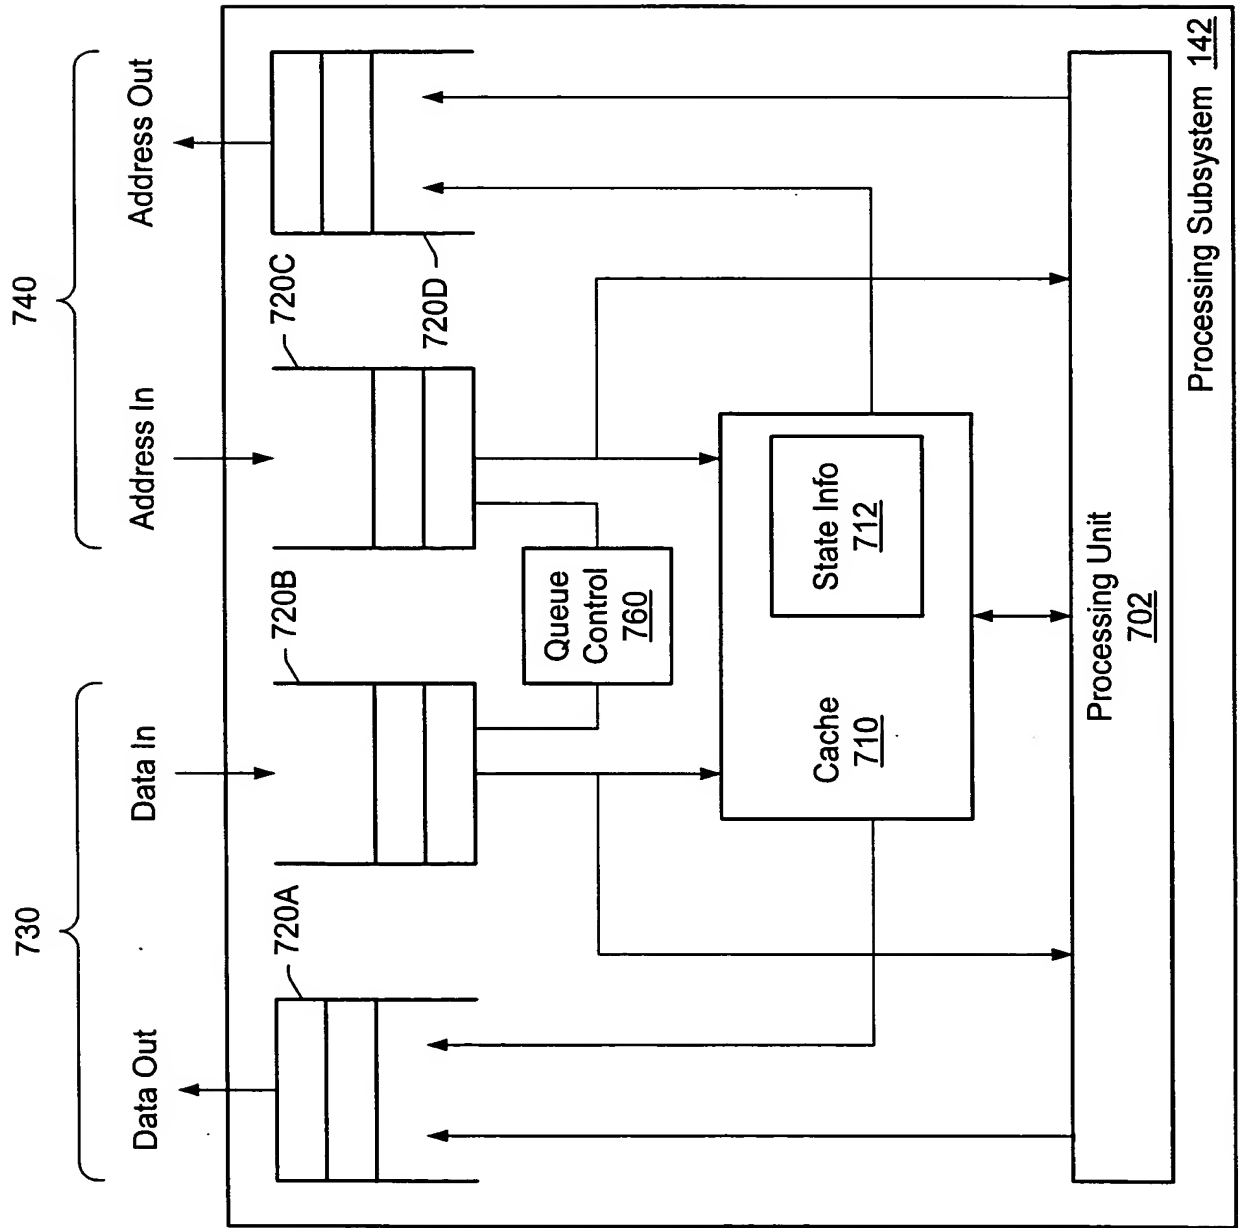 730
740
Data Out
Data In
Address In
Address Out
720A
720B
720C
720D
Queue
Control
760
Cache
710
State Info
712
Processing Unit
702
Processing Subsystem 142